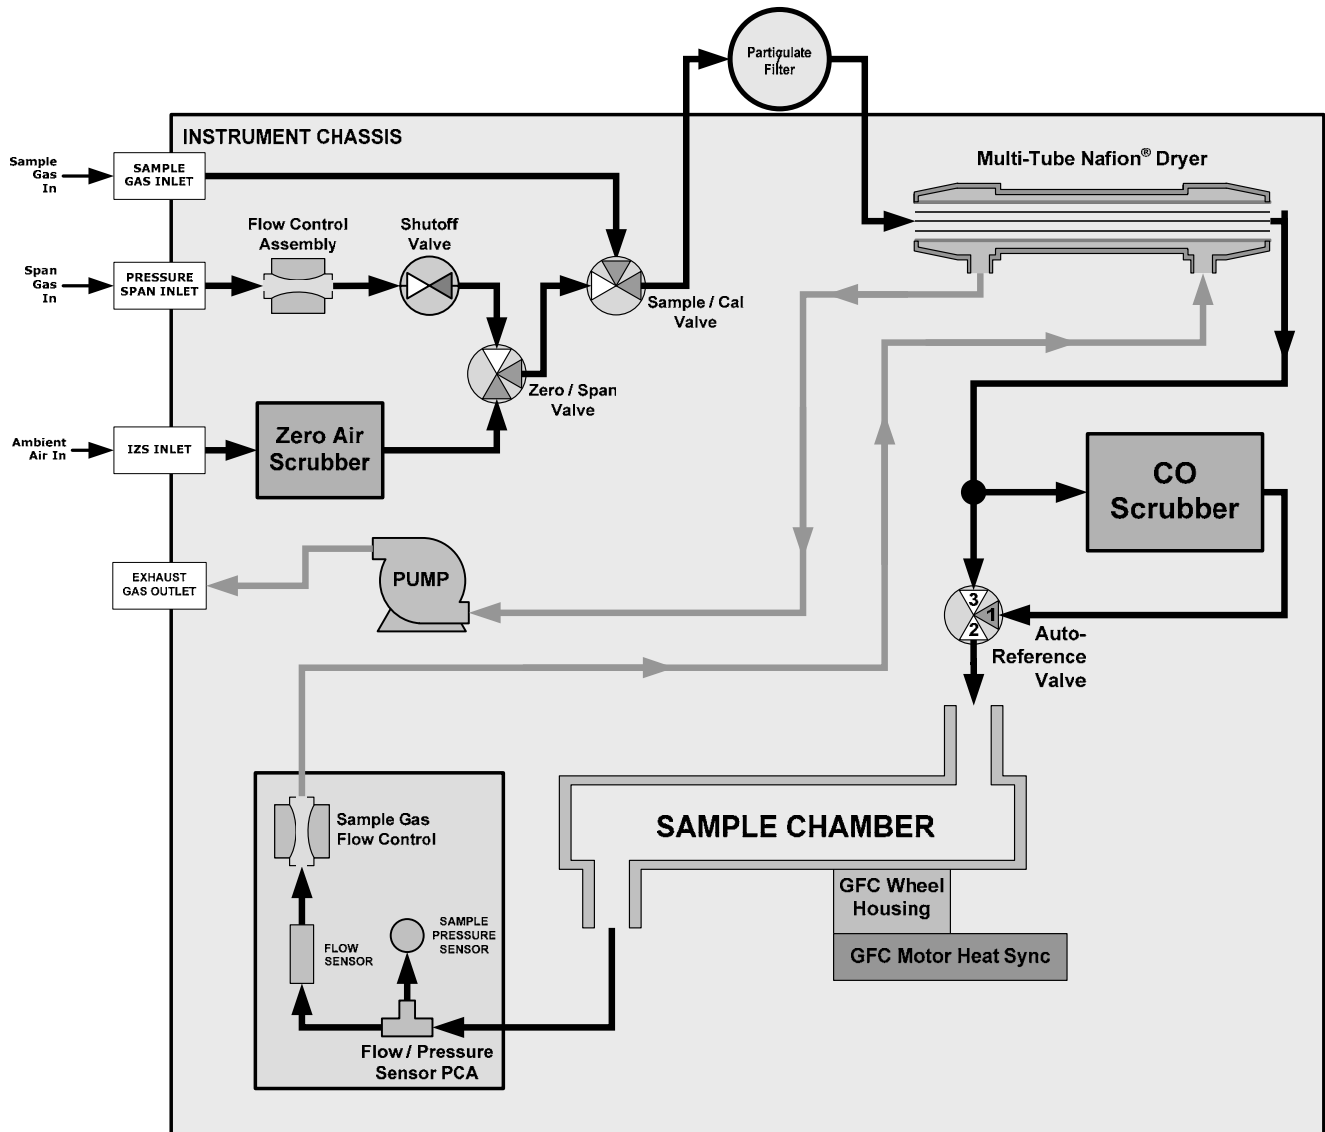 Particulate
Filter
INSTRUMENT CHASSIS
Sample
Gas
In
SAMPLE
GAS INLET
Multi-Tube Nafion® Dryer
Flow Control
Assembly
Shutoff
Valve
Span
Gas
In
PRESSURE
SPAN INLET
Sample / Cal
Valve
Zero / Span
Valve
Ambient
Air In
IZS INLET
Zero Air
Scrubber
CO
Scrubber
EXHAUST
GAS OUTLET
PUMP
3
1
2
Auto-
Reference
Valve
Sample Gas
Flow Control
SAMPLE CHAMBER
GFC Wheel
Housing
SAMPLE
PRESSURE
SENSOR
FLOW
SENSOR
GFC Motor Heat Sync
Flow / Pressure
Sensor PCA